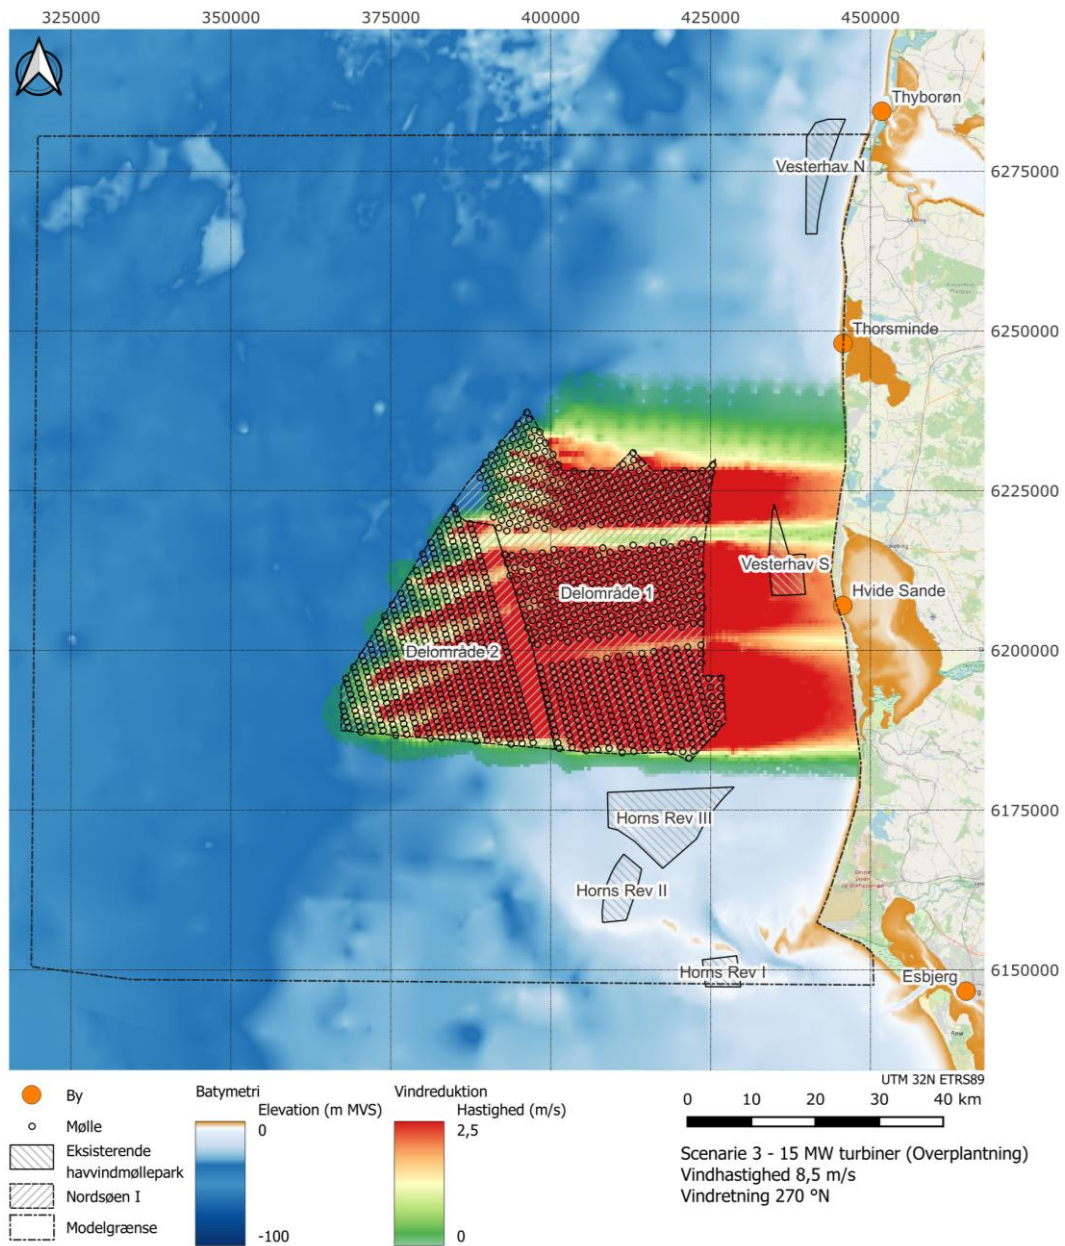 325000 350000 375000 400000 425000 450000
Thyborøn
Vesterhav N
6275000
Thorsminde
6250000
6225000
Vesterhav S
Delområde 1
Hvide Sande
Delområde 2
6200000
Horns Rev III
6175000
Horns Rev II
Horns Rev I
Esbjerg
6150000
UTM 32N ETRS89
By
Mølle
Eksisterende
havvindmøllepark
Nordsøen I
Modelgrænse
Batymetri
Elevation (m MVS)
0
-100
Vindreduktion
Hastighed (m/s)
2,5
0
0 10 20 30 40 km
Scenarie 3 - 15 MW turbiner (Overplantning)
Vindhastighed 8,5 m/s
Vindretning 270 °N